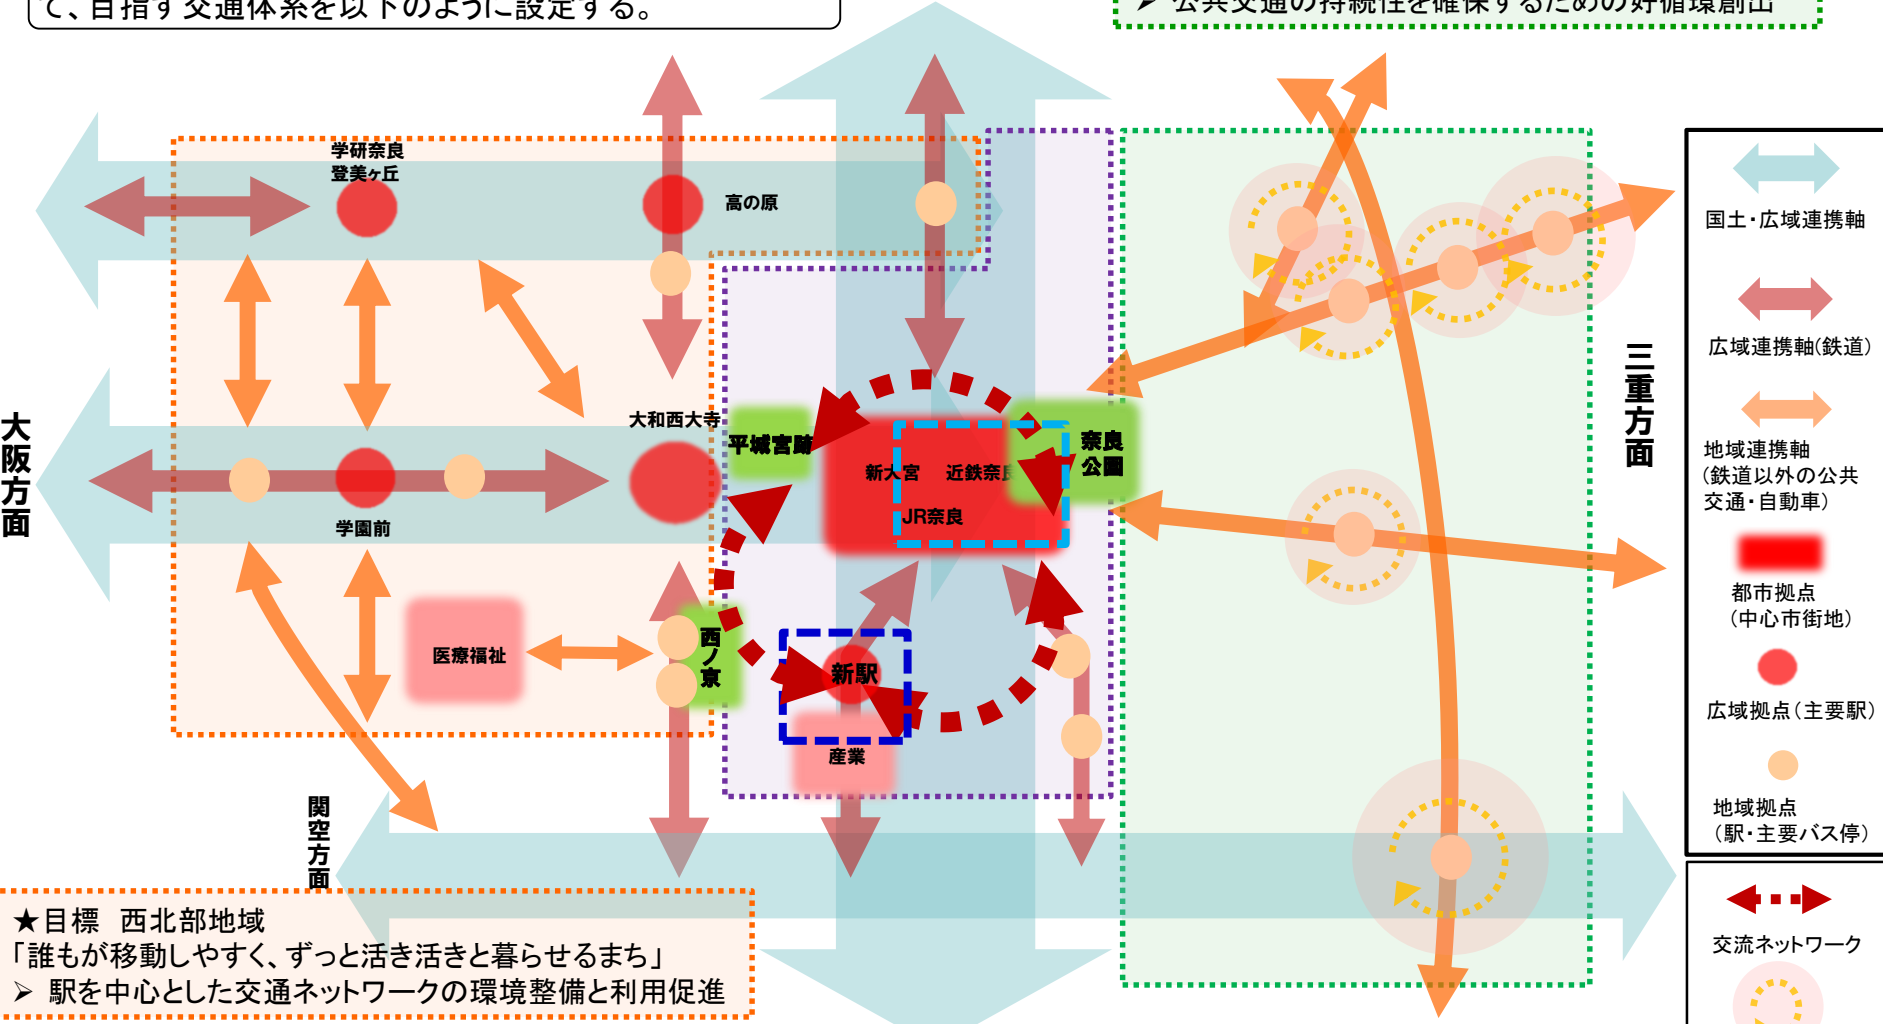 て、目指す交通体系を以下のように設定する。
➢ 公共交通の持続性を確保するための好循環創出
学研奈良
登美ヶ丘
高の原
大和西大寺
平城宮跡
新大宮
近鉄奈良
JR奈良
奈良
公園
学園前
医療福祉
西ノ京
新駅
産業
大阪方面
関空方面
三重方面
国土・広域連携軸
広域連携軸(鉄道)
地域連携軸
(鉄道以外の公共
交通・自動車)
都市拠点
(中心市街地)
広域拠点(主要駅)
地域拠点
(駅・主要バス停)
交流ネットワーク
★目標 西北部地域
「誰もが移動しやすく、ずっと活き活きと暮らせるまち」
➢ 駅を中心とした交通ネットワークの環境整備と利用促進